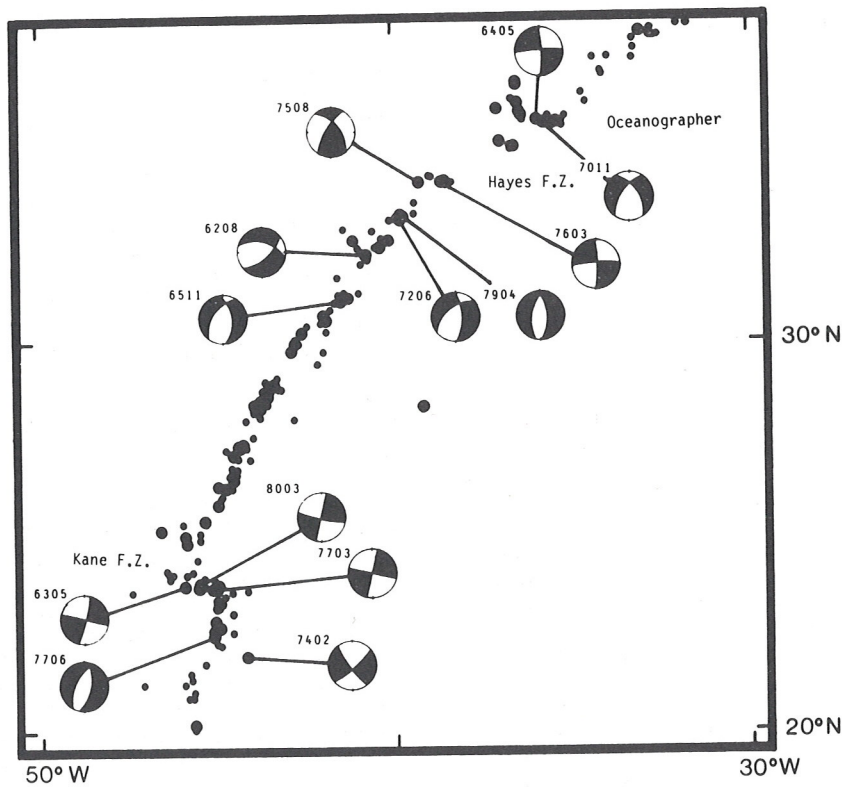 6405
7508
Oceanographer
7011
Hayes F.Z.
6208
7603
6511
7206
7904
30° N
8003
Kane F.Z.
7703
6305
7402
7706
20° N
50° W
30° W